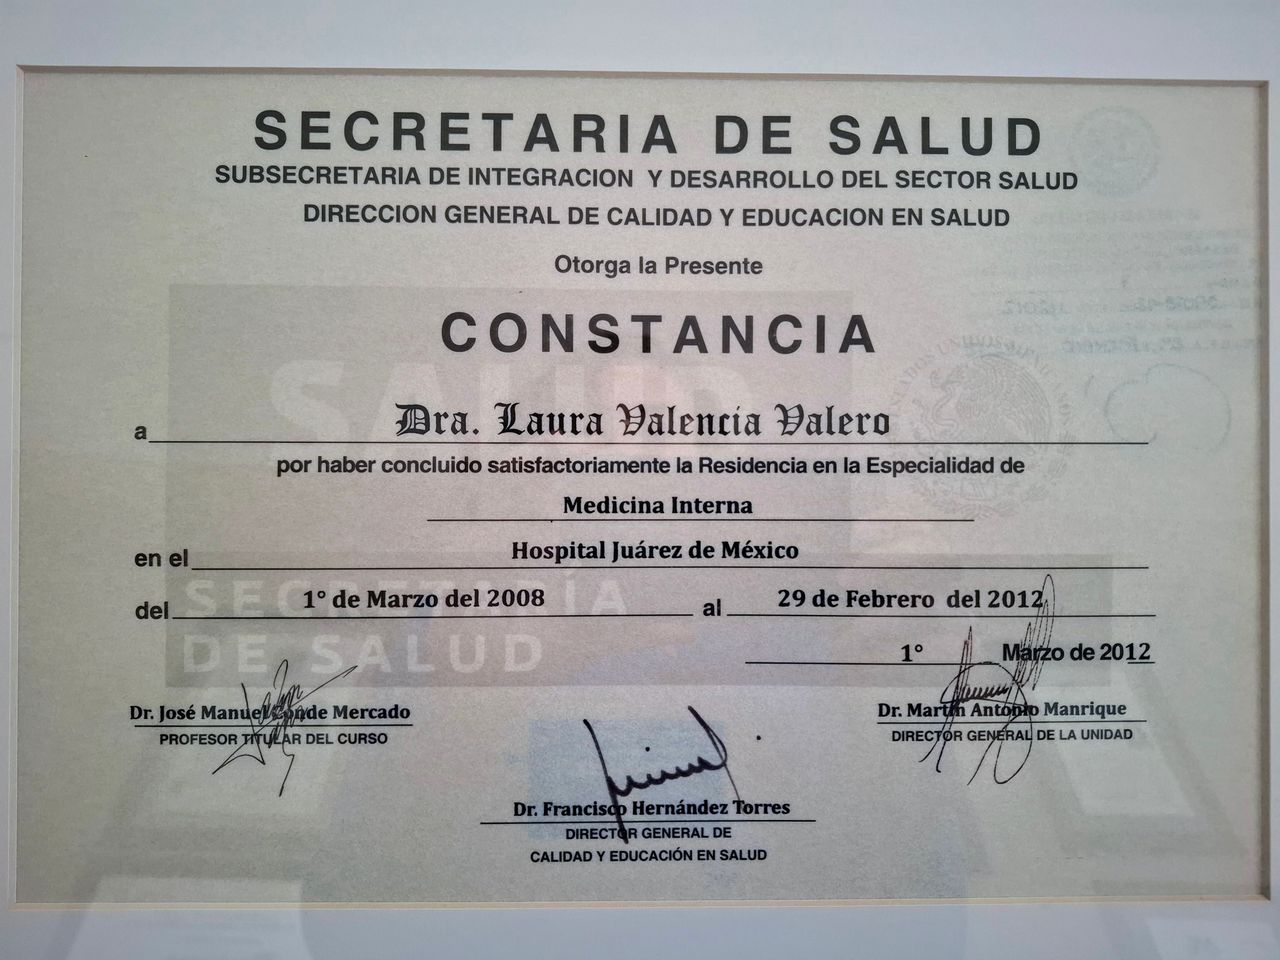 SECRETARIA DE SALUD
SUBSECRETARIA DE INTEGRACION Y DESARROLLO DEL SECTOR SALUD
DIRECCION GENERAL DE CALIDAD Y EDUCACION EN SALUD
Otorga la Presente
CONSTANCIA
a Dra. Laura Valencia Valero
por haber concluido satisfactoriamente la Residencia en la Especialidad de
Medicina Interna
en el Hospital Juárez de México
del 1° de Marzo del 2008 al 29 de Febrero del 2012
1° Marzo de 2012
SALUD
SECRETARÍA
DE SALUD
Dr. José Manuel Conde Mercado
PROFESOR TITULAR DEL CURSO
Dr. Martín Antonio Manrique
DIRECTOR GENERAL DE LA UNIDAD
Dr. Francisco Hernández Torres
DIRECTOR GENERAL DE
CALIDAD Y EDUCACIÓN EN SALUD